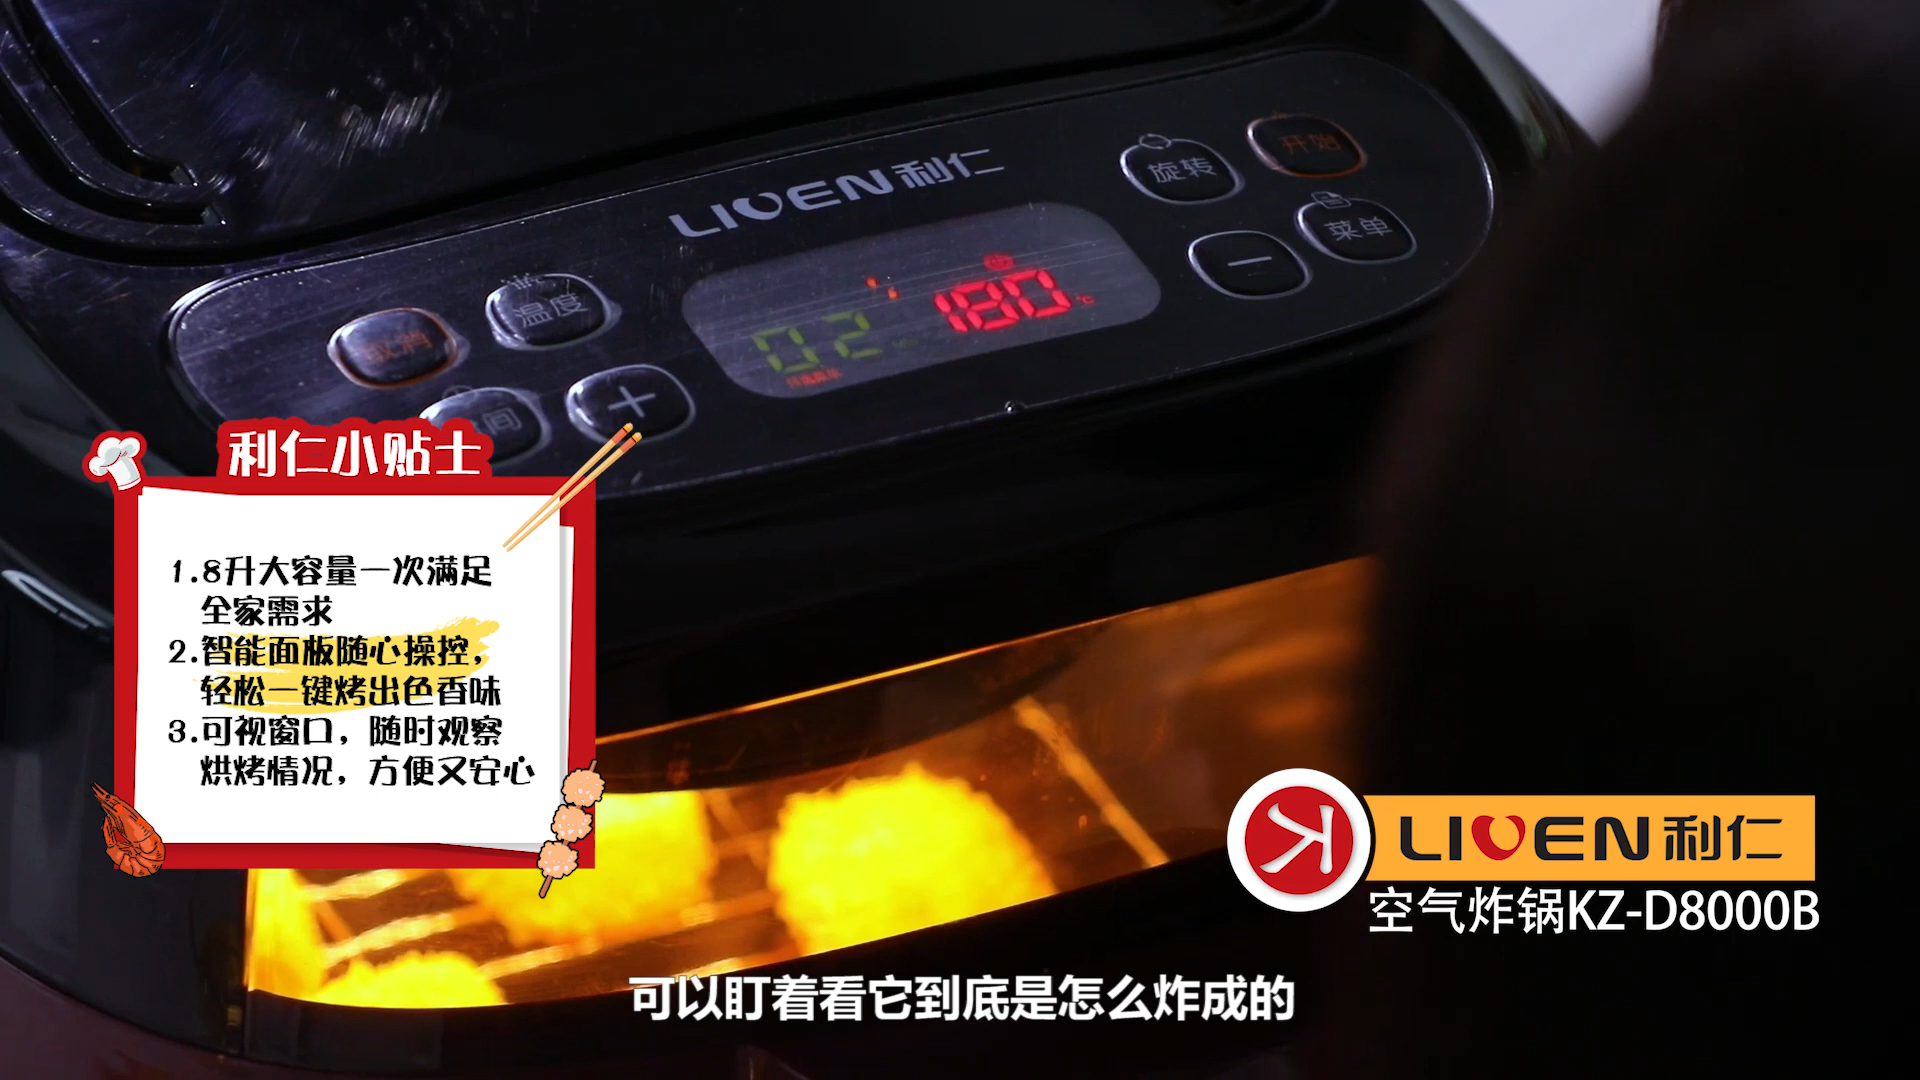 LIVEN利仁
旋转
开始
菜单
温度
取消
02
180
℃
间
利仁小贴士
1.8升大容量一次满足
全家需求
2.智能面板随心操控，
轻松一键烤出色香味
3.可视窗口，随时观察
烘烤情况，方便又安心
LIVEN利仁
空气炸锅KZ-D8000B
可以盯着看它到底是怎么炸成的